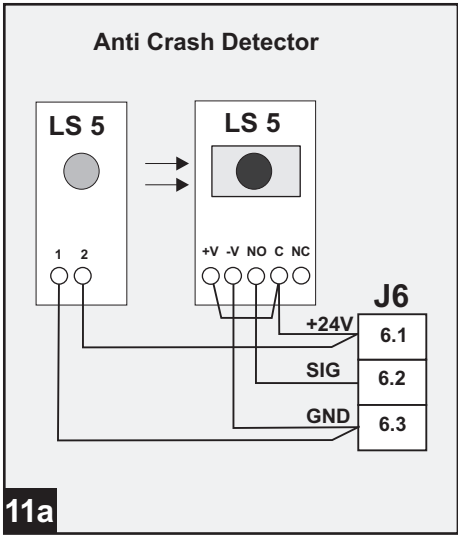 Anti Crash Detector
LS 5
LS 5
1 2
+V -V NO C NC
J6
+24V 6.1
SIG 6.2
GND 6.3
11a